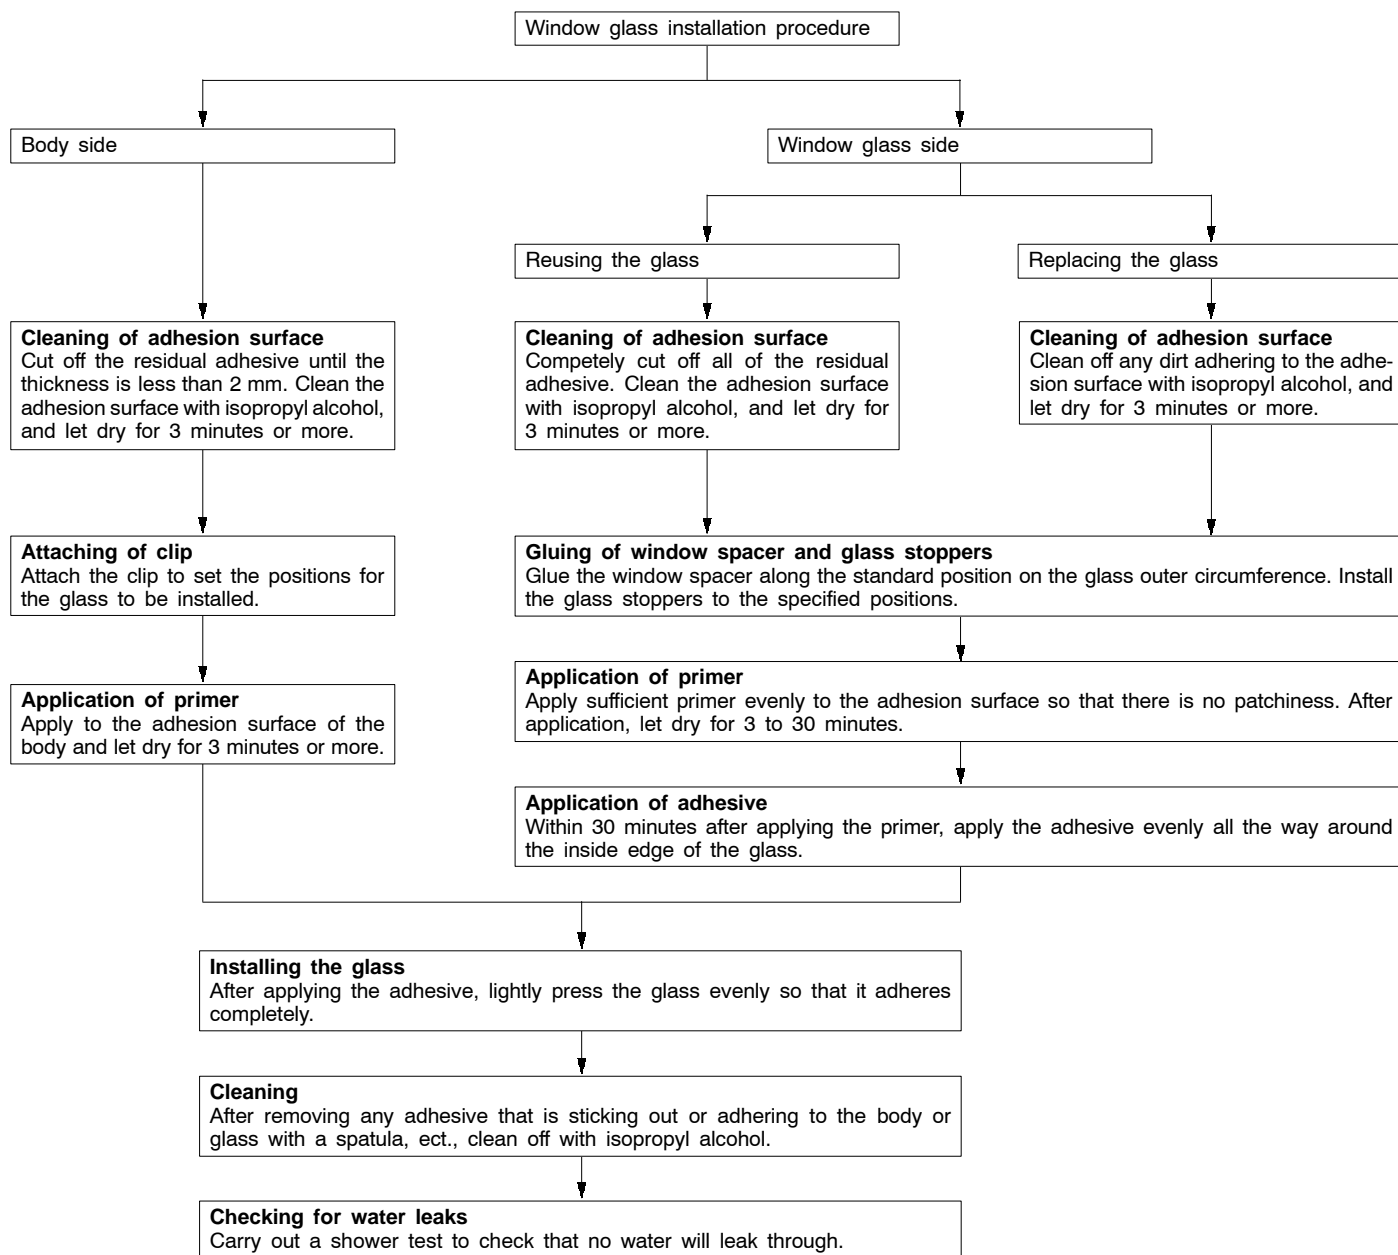 Window glass installation procedure
Body side
Window glass side
Reusing the glass
Replacing the glass
Cleaning of adhesion surface
Cut off the residual adhesive until the
thickness is less than 2 mm. Clean the
adhesion surface with isopropyl alcohol,
and let dry for 3 minutes or more.
Cleaning of adhesion surface
Competely cut off all of the residual
adhesive. Clean the adhesion surface
with isopropyl alcohol, and let dry for
3 minutes or more.
Cleaning of adhesion surface
Clean off any dirt adhering to the adhe-
sion surface with isopropyl alcohol, and
let dry for 3 minutes or more.
Attaching of clip
Attach the clip to set the positions for
the glass to be installed.
Gluing of window spacer and glass stoppers
Glue the window spacer along the standard position on the glass outer circumference. Install
the glass stoppers to the specified positions.
Application of primer
Apply to the adhesion surface of the
body and let dry for 3 minutes or more.
Application of primer
Apply sufficient primer evenly to the adhesion surface so that there is no patchiness. After
application, let dry for 3 to 30 minutes.
Application of adhesive
Within 30 minutes after applying the primer, apply the adhesive evenly all the way around
the inside edge of the glass.
Installing the glass
After applying the adhesive, lightly press the glass evenly so that it adheres
completely.
Cleaning
After removing any adhesive that is sticking out or adhering to the body or
glass with a spatula, ect., clean off with isopropyl alcohol.
Checking for water leaks
Carry out a shower test to check that no water will leak through.